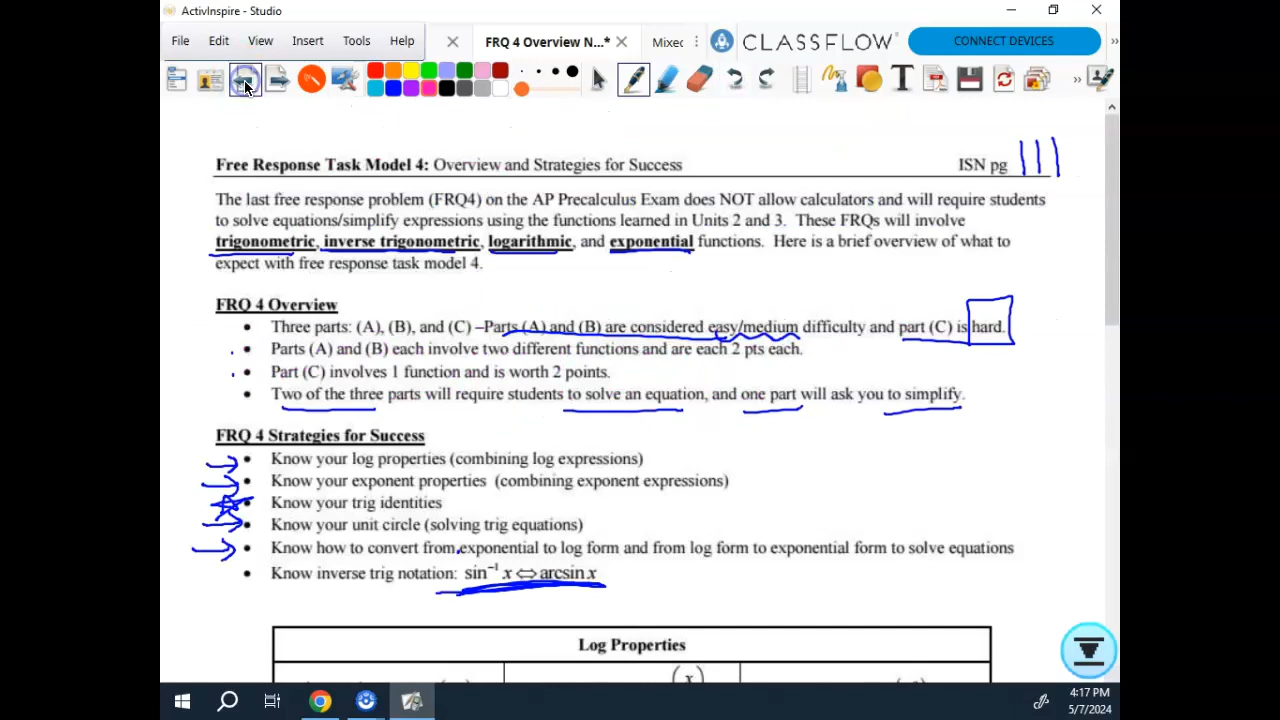 ActivInspire - Studio
File Edit View Insert Tools Help
FRQ 4 Overview N...*
Mixec
CLASSFLOW
CONNECT DEVICES
Free Response Task Model 4: Overview and Strategies for Success
ISN pg 111
The last free response problem (FRQ4) on the AP Precalculus Exam does NOT allow calculators and will require students
to solve equations/simplify expressions using the functions learned in Units 2 and 3. These FRQs will involve
trigonometric, inverse trigonometric, logarithmic, and exponential functions. Here is a brief overview of what to
expect with free response task model 4.
FRQ 4 Overview
• Three parts: (A), (B), and (C) –Parts (A) and (B) are considered easy/medium difficulty and part (C) is hard.
• Parts (A) and (B) each involve two different functions and are each 2 pts each.
• Part (C) involves 1 function and is worth 2 points.
• Two of the three parts will require students to solve an equation, and one part will ask you to simplify.
FRQ 4 Strategies for Success
• Know your log properties (combining log expressions)
• Know your exponent properties (combining exponent expressions)
• Know your trig identities
• Know your unit circle (solving trig equations)
• Know how to convert from exponential to log form and from log form to exponential form to solve equations
• Know inverse trig notation: sin⁻¹ x ⇔ arcsin x
Log Properties
4:17 PM
5/7/2024